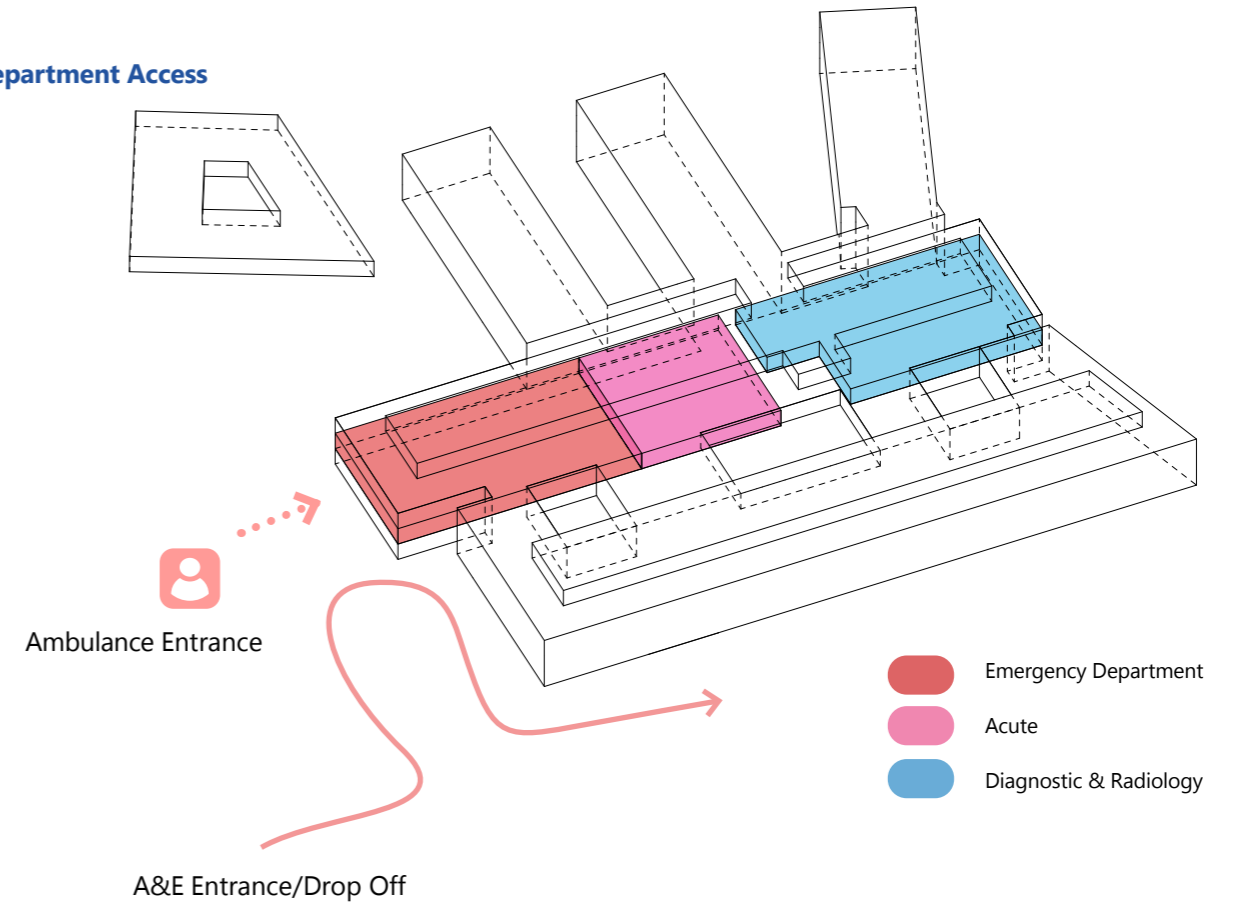 epartment Access
Ambulance Entrance
Emergency Department
Acute
Diagnostic & Radiology
A&E Entrance/Drop Off